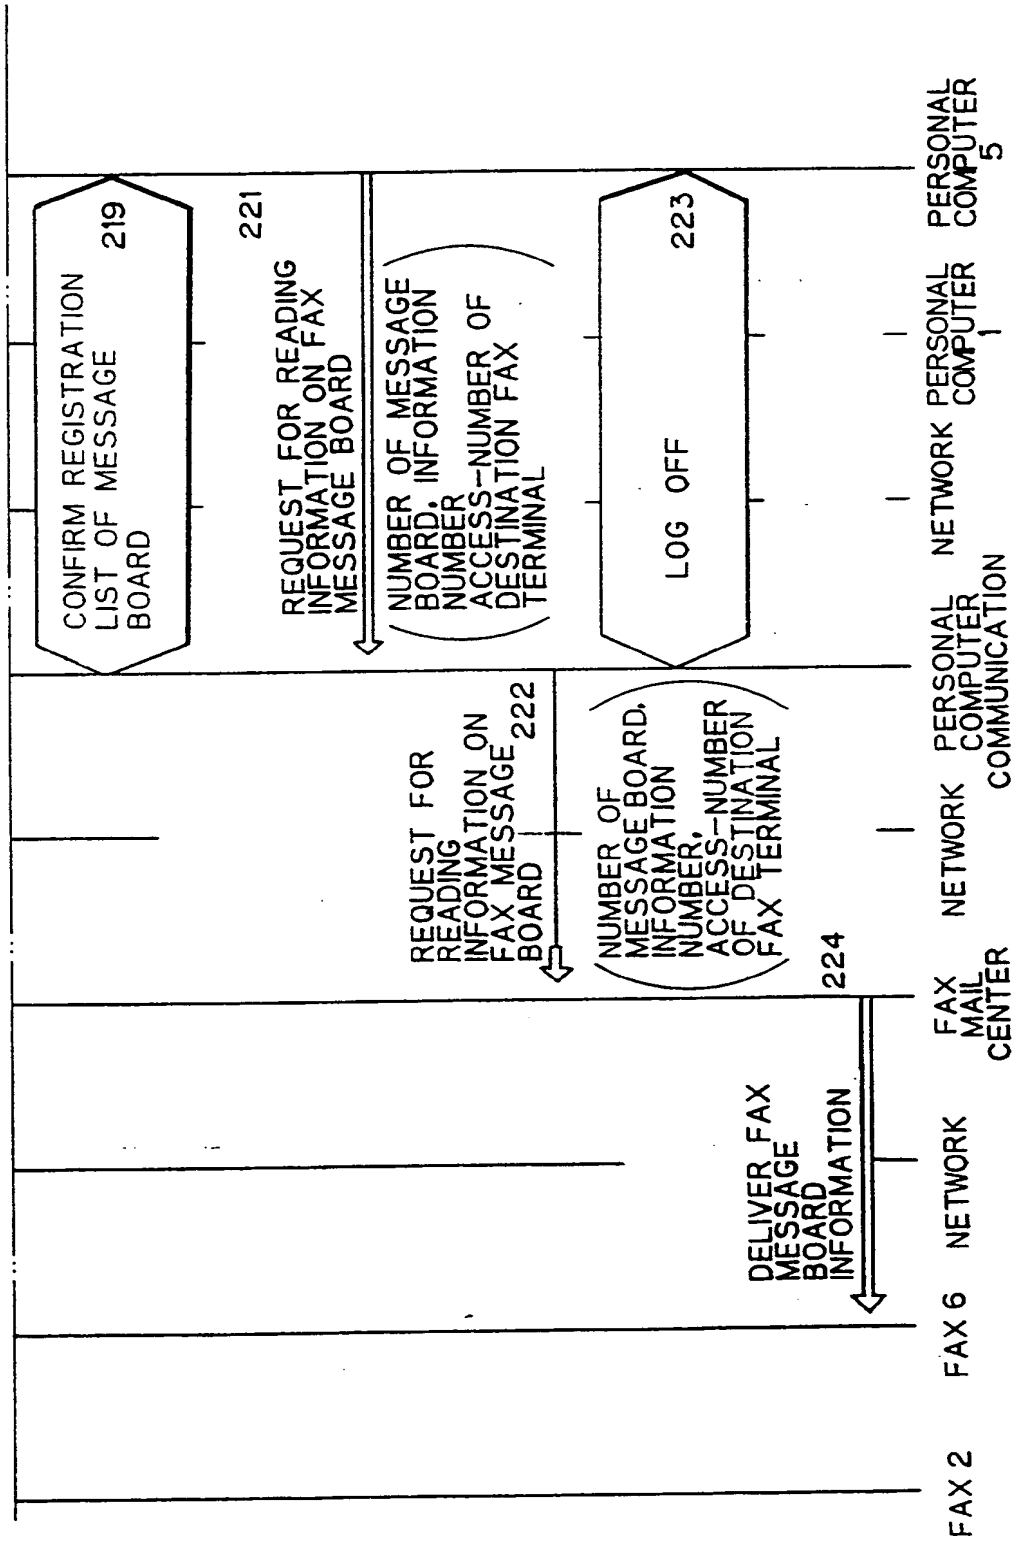 CONFIRM REGISTRATION
LIST OF MESSAGE
BOARD
219
221
REQUEST FOR READING
INFORMATION ON FAX
MESSAGE BOARD
NUMBER OF MESSAGE
BOARD, INFORMATION
NUMBER
ACCESS-NUMBER OF
DESTINATION FAX
TERMINAL
REQUEST FOR
READING
INFORMATION ON
FAX MESSAGE
BOARD
222
NUMBER OF
MESSAGE BOARD,
INFORMATION
NUMBER,
ACCESS-NUMBER
OF DESTINATION
FAX TERMINAL
LOG OFF
223
224
DELIVER FAX
MESSAGE
BOARD
INFORMATION
FAX 2
FAX 6
NETWORK
FAX
MAIL
CENTER
NETWORK
PERSONAL
COMPUTER
COMMUNICATION
NETWORK
PERSONAL
COMPUTER
1
PERSONAL
COMPUTER
5